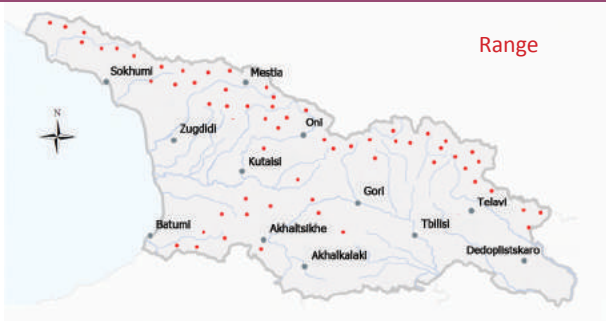 Range
Sokhumi
Mestia
N
Zugdidi
Oni
Kutaisi
Gori
Telavi
Batumi
Akhaltsikhe
Tbilisi
Akhalkalaki
Dedoplistskaro